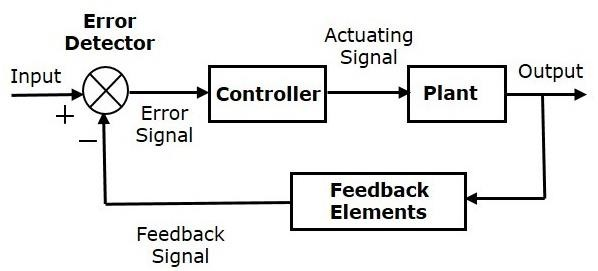 Error
Detector
Input
+
−
Error
Signal
Controller
Actuating
Signal
Plant
Output
Feedback
Elements
Feedback
Signal